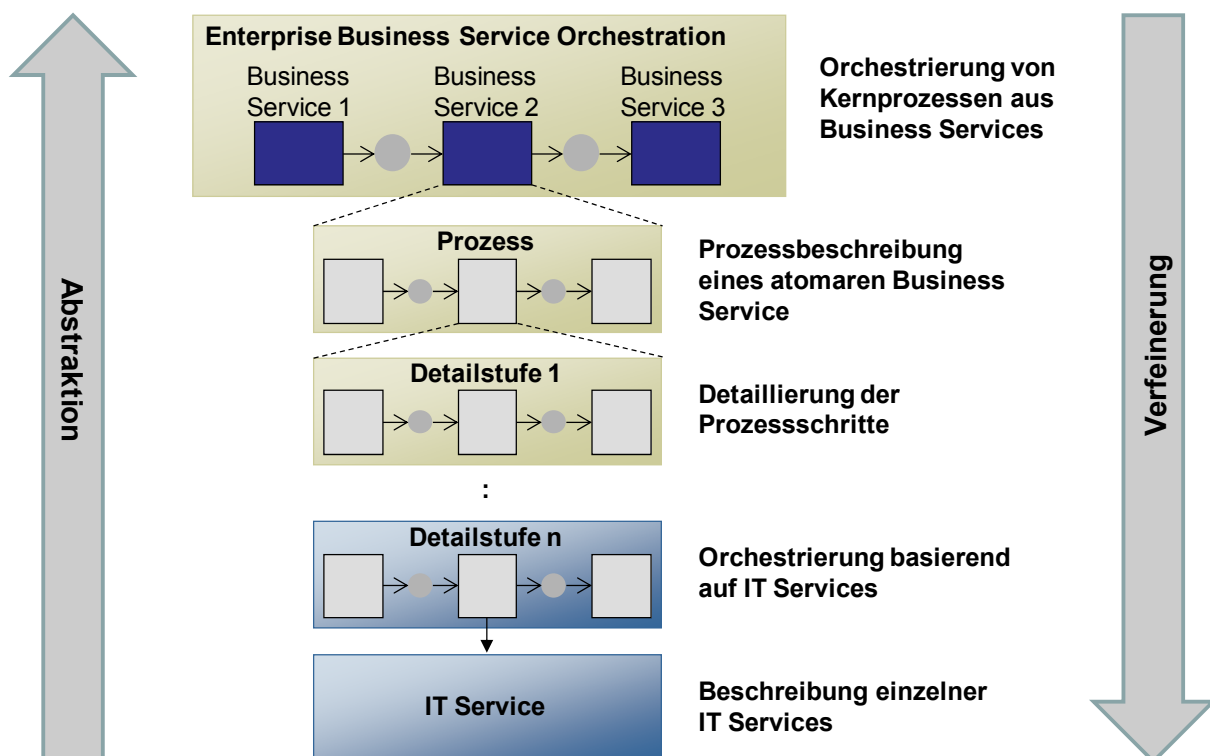 Enterprise Business Service Orchestration
Business
Service 1
Business
Service 2
Business
Service 3
Orchestrierung von
Kernprozessen aus
Business Services
Prozess
Prozessbeschreibung
eines atomaren Business
Service
Detailstufe 1
Detaillierung der
Prozessschritte
:
Detailstufe n
Orchestrierung basierend
auf IT Services
IT Service
Beschreibung einzelner
IT Services
Abstraktion
Verfeinerung